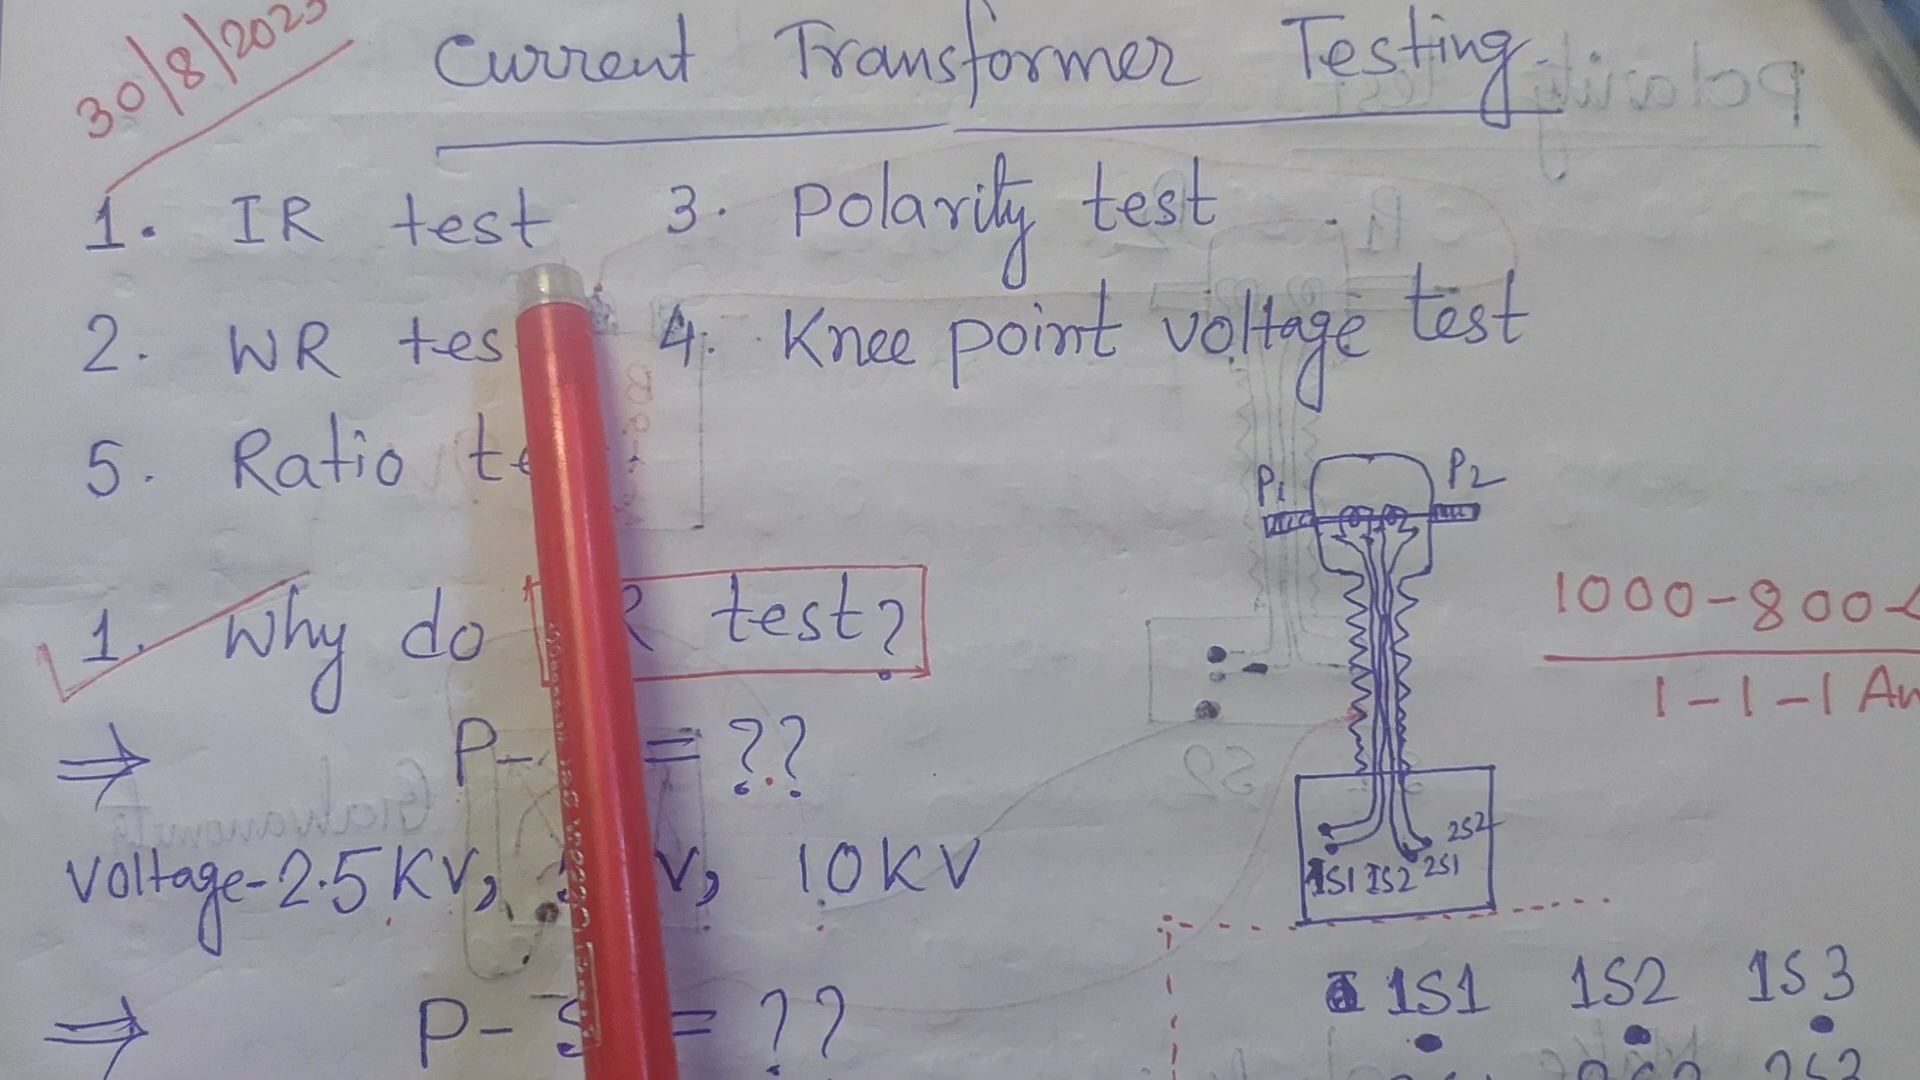 30/8/2023
Current Transformer Testing
1. IR test
3. Polarity test
2. WR tes
4. Knee point voltage test
5. Ratio te
1. Why do R test?
P- = ??
Voltage-2.5KV, V, 10KV
P-S = ??
P1
P2
1S1 1S2 2S1 2S2
1000-800-
1-1-1 Am
1S1 1S2 1S3
2S3